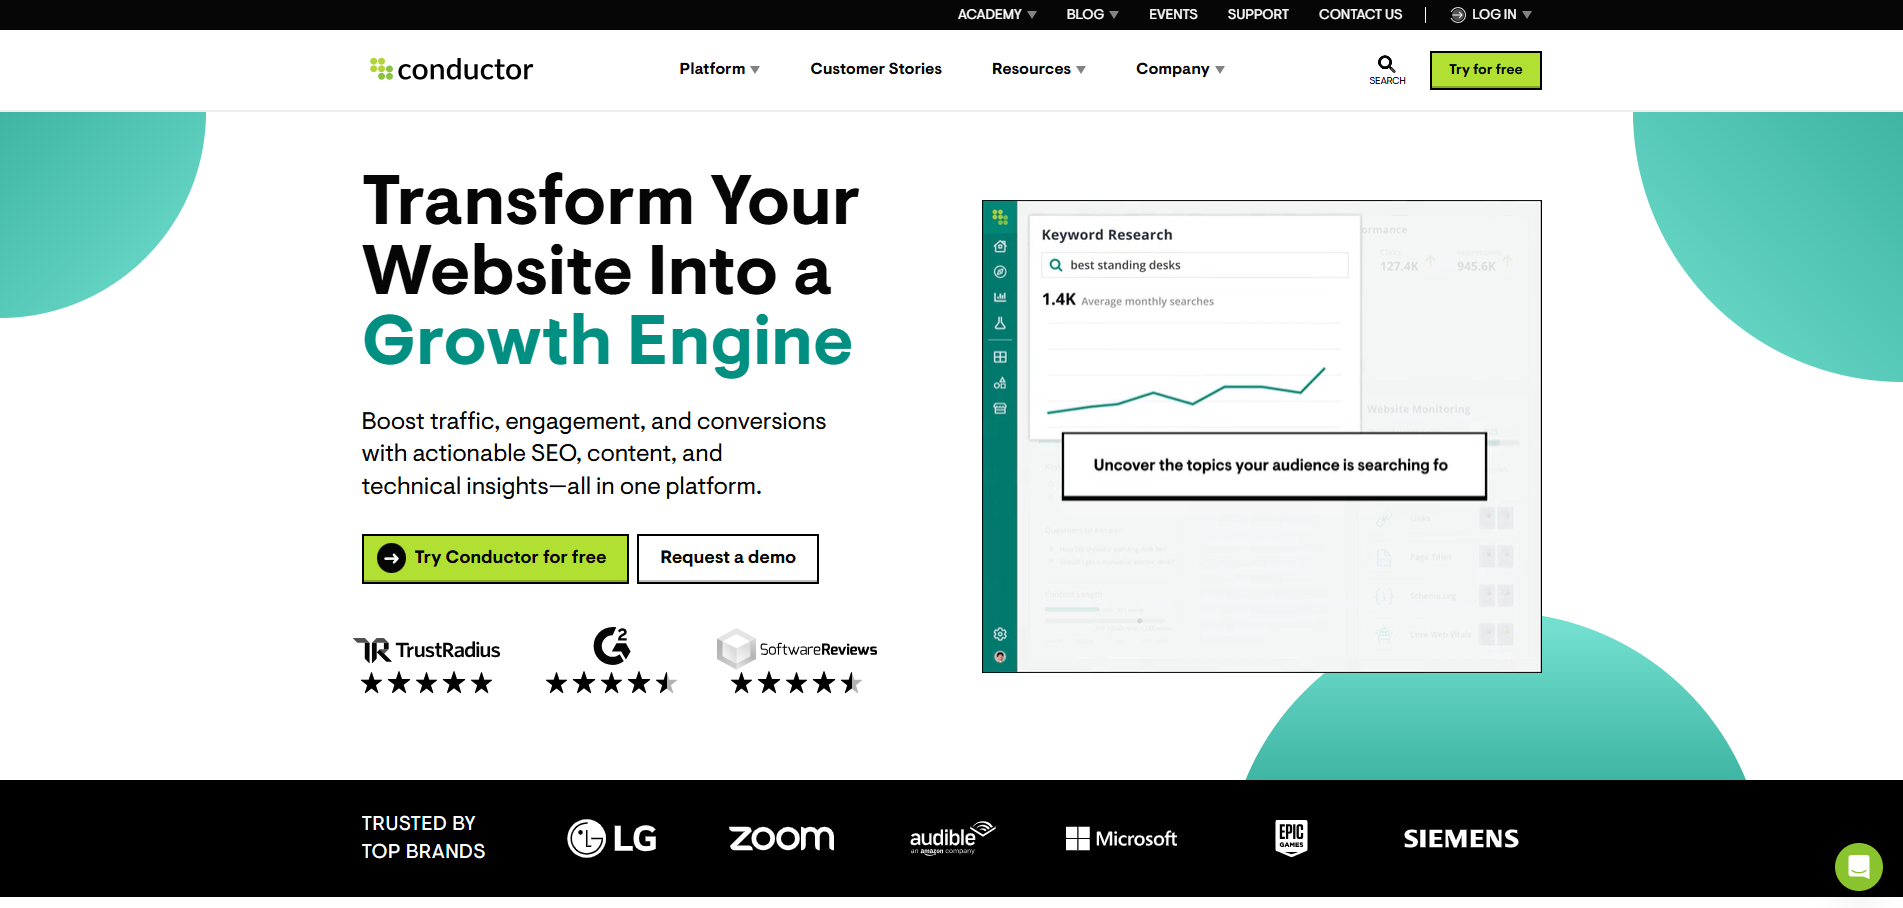 ACADEMY BLOG EVENTS SUPPORT CONTACT US LOG IN
conductor Platform Customer Stories Resources Company SEARCH Try for free
Transform Your
Website Into a
Growth Engine
Boost traffic, engagement, and conversions
with actionable SEO, content, and
technical insights—all in one platform.
Try Conductor for free Request a demo
TrustRadius G2 SoftwareReviews
Keyword Research
best standing desks
1.4K Average monthly searches
127.4K 945.6K
Website Monitoring
Uncover the topics your audience is searching fo
Links
Page Titles
Content Length
Schema.org
Core Web Vitals
TRUSTED BY
TOP BRANDS
LG
zoom
audible
an amazon company
Microsoft
EPIC
GAMES
SIEMENS